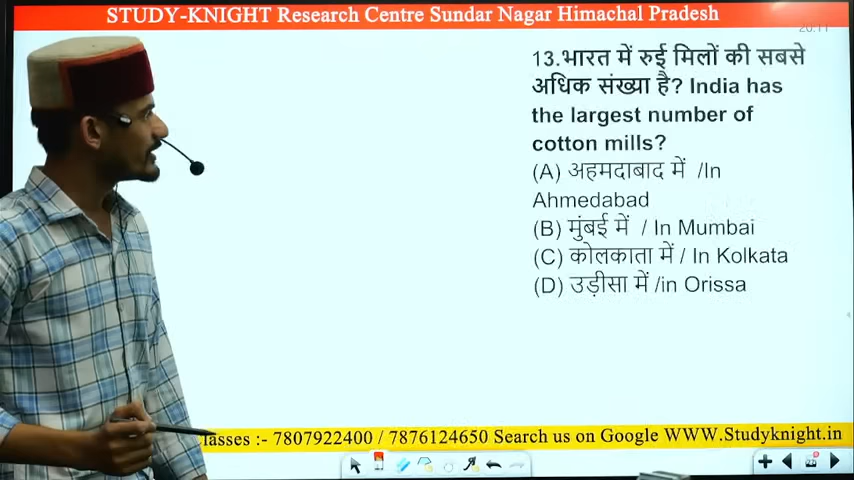 STUDY-KNIGHT Research Centre Sundar Nagar Himachal Pradesh
20:11
13.भारत में रुई मिलों की सबसे
अधिक संख्या है? India has
the largest number of
cotton mills?
(A) अहमदाबाद में /In
Ahmedabad
(B) मुंबई में / In Mumbai
(C) कोलकाता में / In Kolkata
(D) उड़ीसा में /in Orissa
lasses :- 7807922400 / 7876124650 Search us on Google WWW.Studyknight.in